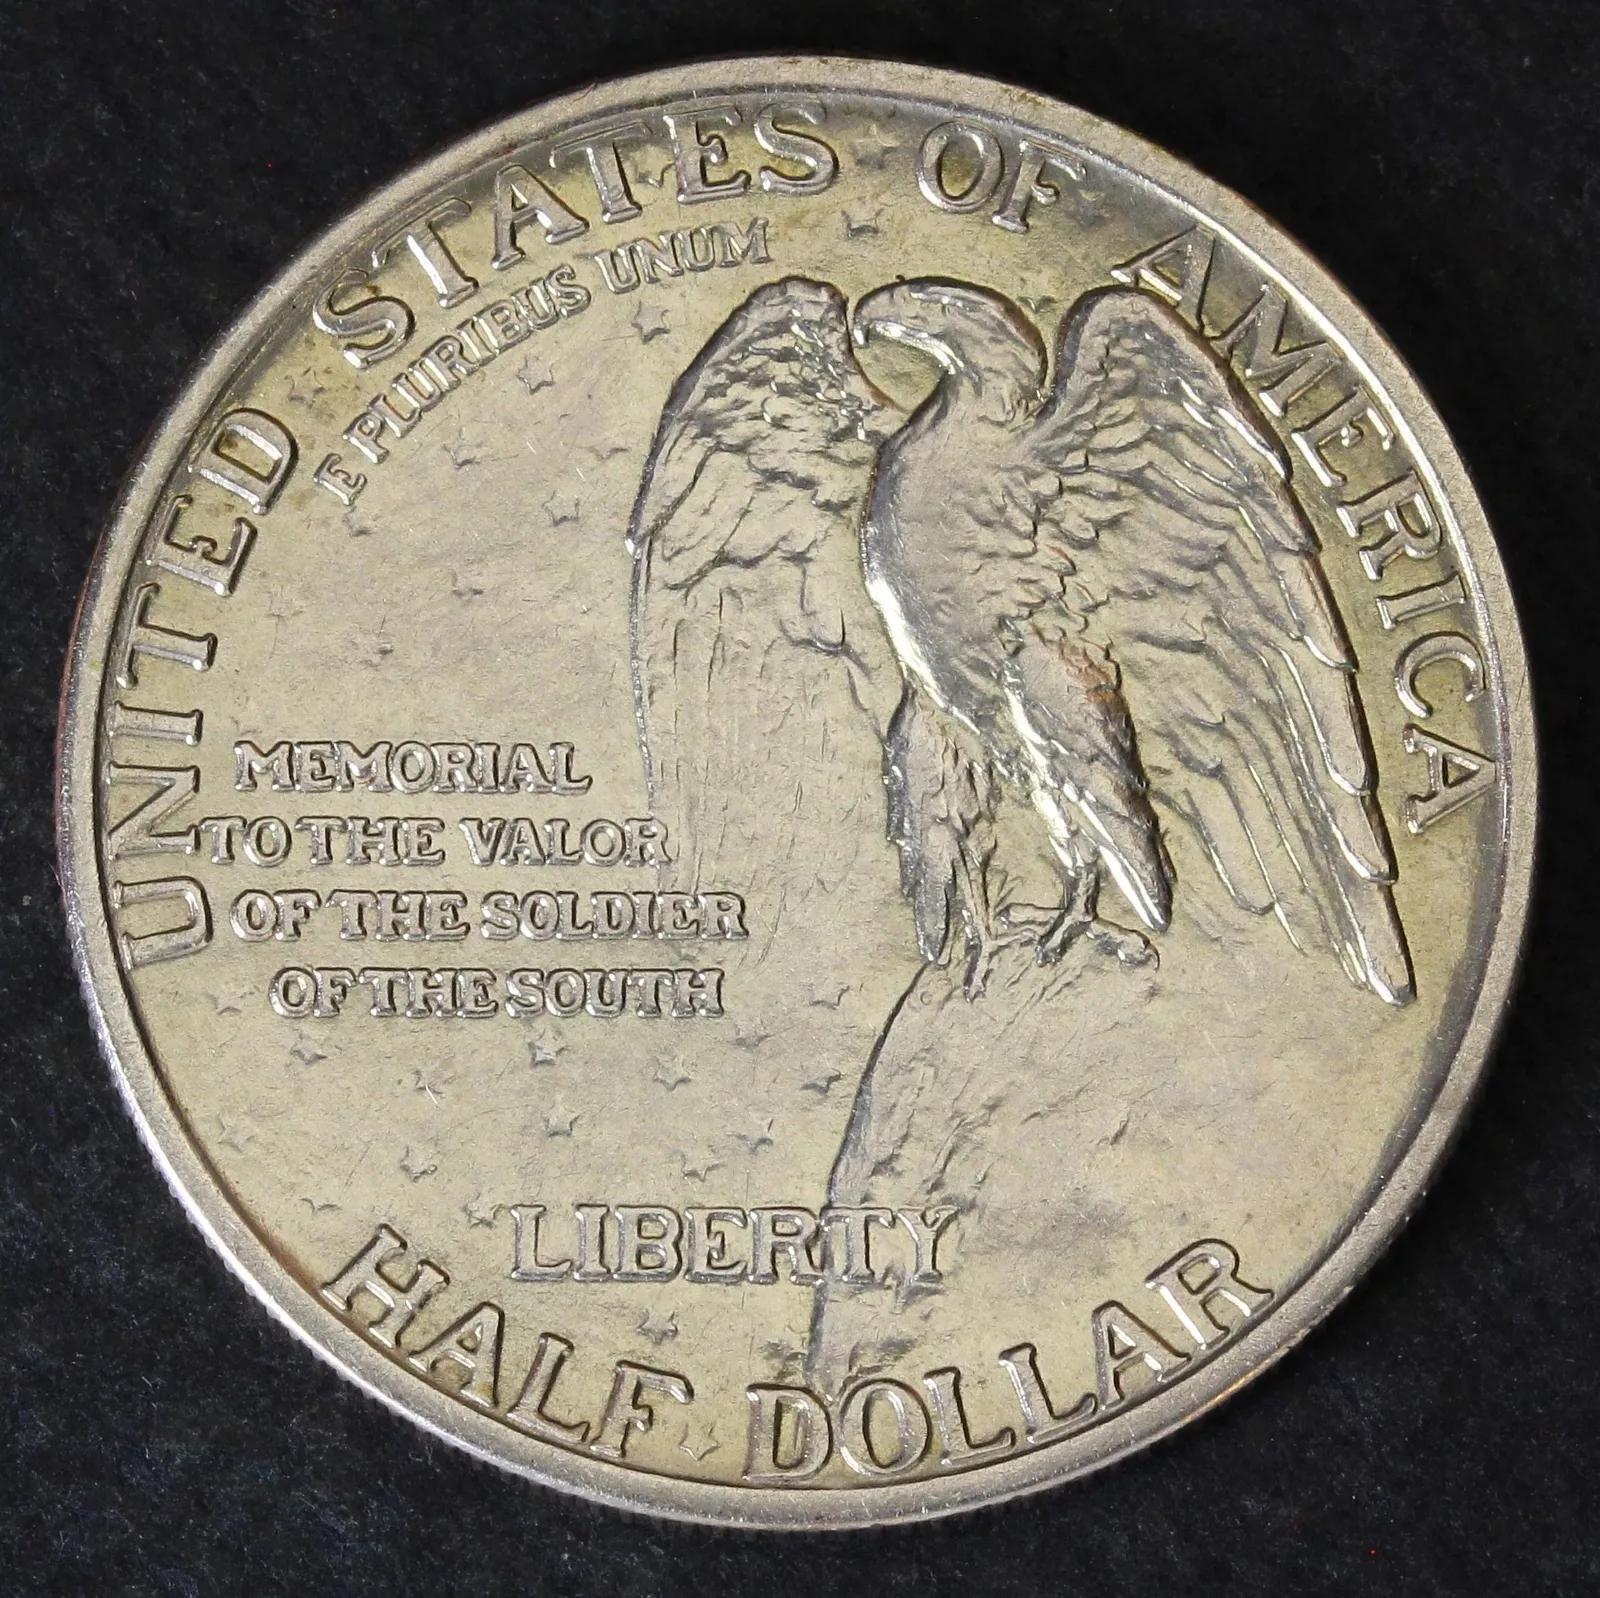 UNITED STATES OF AMERICA
E PLURIBUS UNUM
MEMORIAL
TO THE VALOR
OF THE SOLDIER
OF THE SOUTH
LIBERTY
HALF DOLLAR